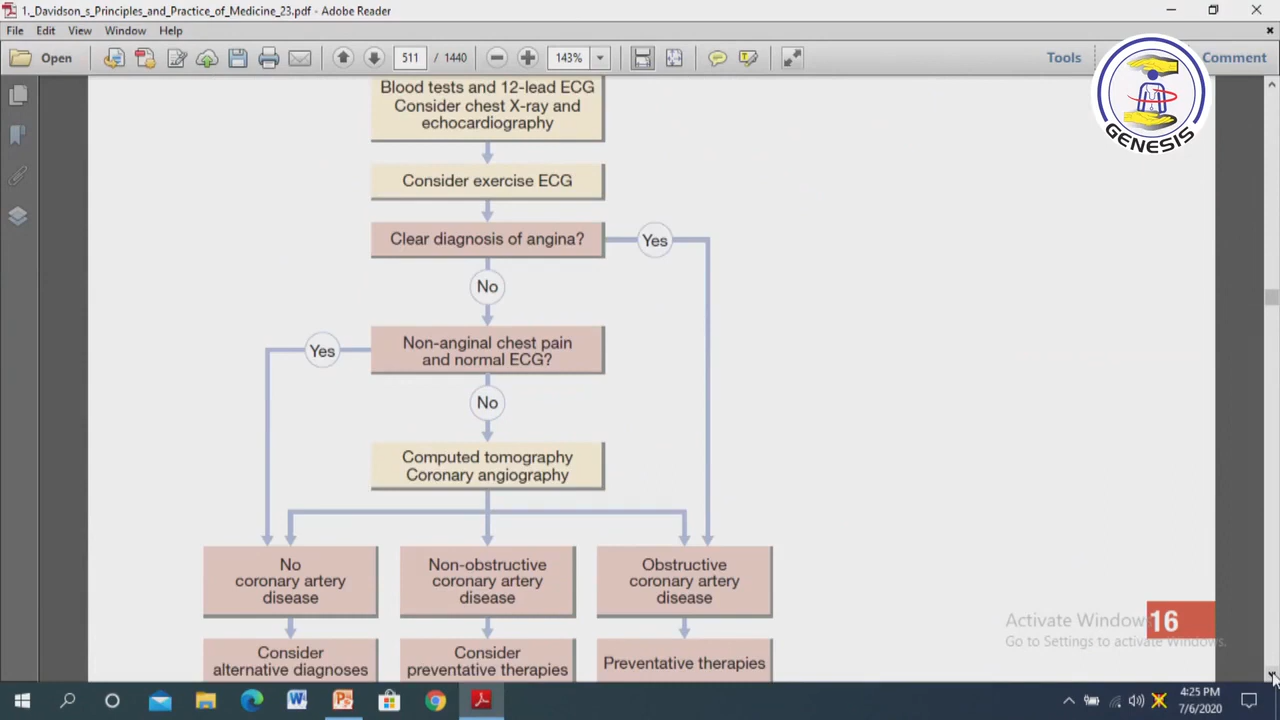 1._Davidson_s_Principles_and_Practice_of_Medicine_23.pdf - Adobe Reader
File Edit View Window Help
Open
511 / 1440
143%
Tools
Comment
GENESIS
Blood tests and 12-lead ECG
Consider chest X-ray and
echocardiography
Consider exercise ECG
Clear diagnosis of angina?
Yes
No
Non-anginal chest pain
and normal ECG?
Yes
No
Computed tomography
Coronary angiography
No
coronary artery
disease
Non-obstructive
coronary artery
disease
Obstructive
coronary artery
disease
Consider
alternative diagnoses
Consider
preventative therapies
Preventative therapies
Activate Windows
16
Go to Settings to activate Windows.
4:25 PM
7/6/2020